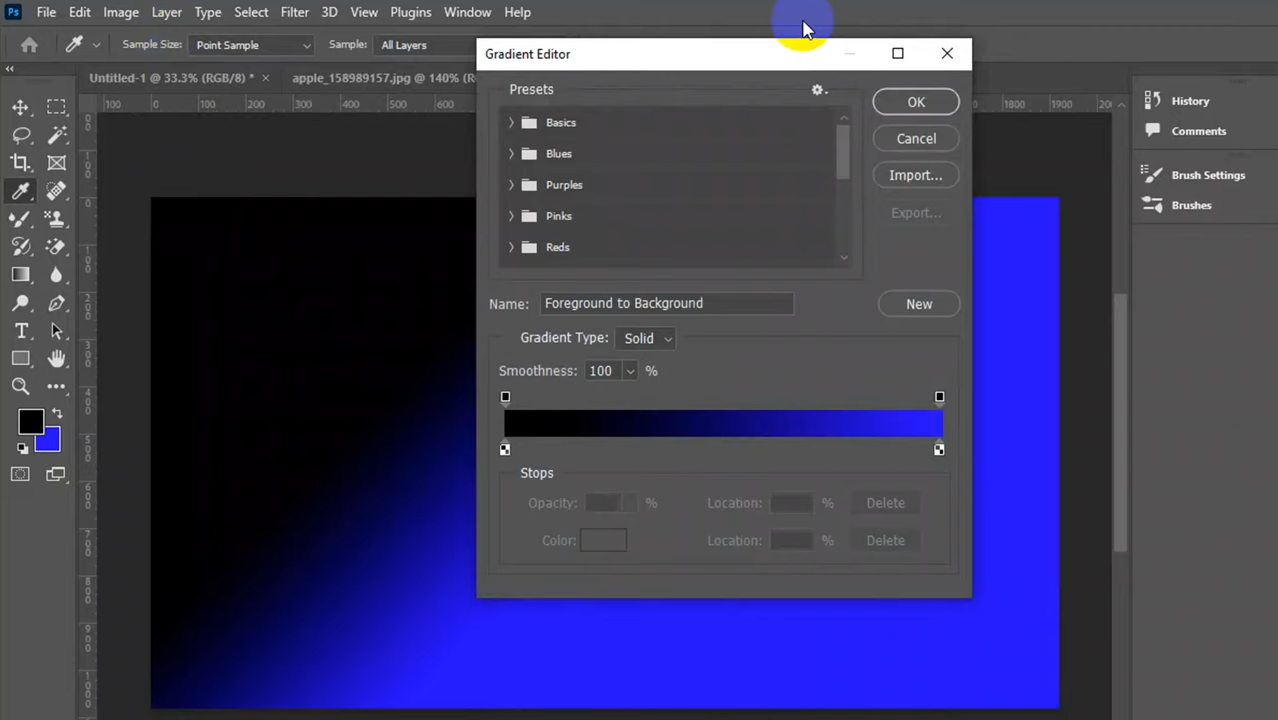 Ps File Edit Image Layer Type Select Filter 3D View Plugins Window Help
Sample Size: Point Sample Sample: All Layers
Gradient Editor
Untitled-1 @ 33.3% (RGB/8) * × apple_158989157.jpg @ 140% (RG
100 0 100 200 300 400 500 600 1800 1900
Presets
OK
Basics
Cancel
Blues
Import...
Purples
Export...
Pinks
Reds
History
Comments
Brush Settings
Brushes
Name: Foreground to Background New
Gradient Type: Solid
Smoothness: 100 %
Stops
Opacity: % Location: % Delete
Color: Location: % Delete